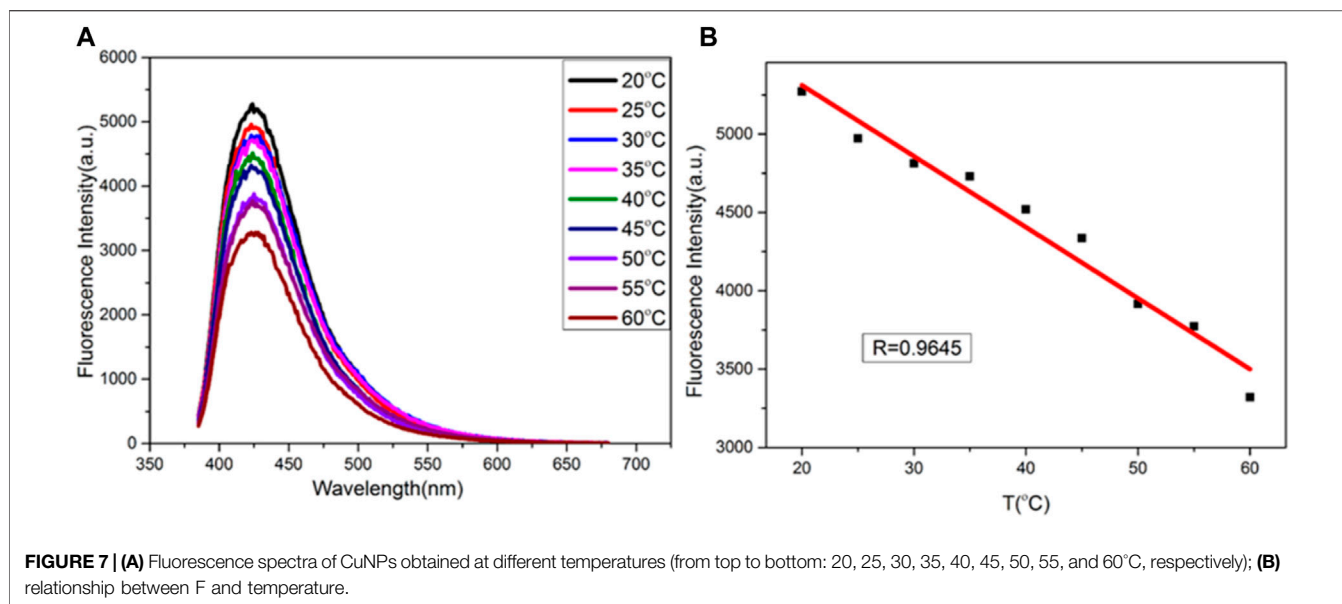 A
Fluorescence Intensity(a.u.)
6000
5000
4000
3000
2000
1000
0
350 400 450 500 550 600 650 700
Wavelength(nm)
20°C
25°C
30°C
35°C
40°C
45°C
50°C
55°C
60°C
B
Fluorescence Intensity(a.u.)
5000
4500
4000
3500
3000
R=0.9645
20 30 40 50 60
T(°C)
FIGURE 7 | (A) Fluorescence spectra of CuNPs obtained at different temperatures (from top to bottom: 20, 25, 30, 35, 40, 45, 50, 55, and 60°C, respectively); (B)
relationship between F and temperature.